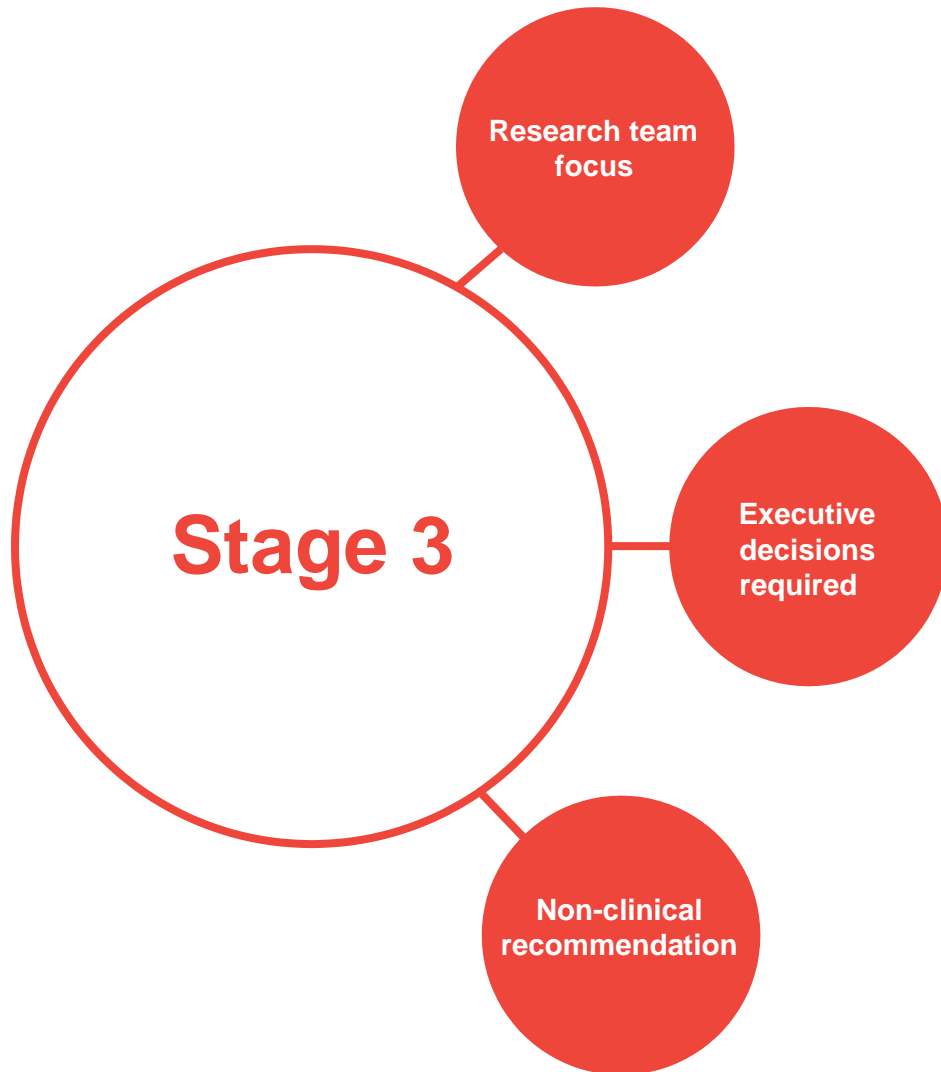 Research team
focus
Stage 3
Executive
decisions
required
Non-clinical
recommendation